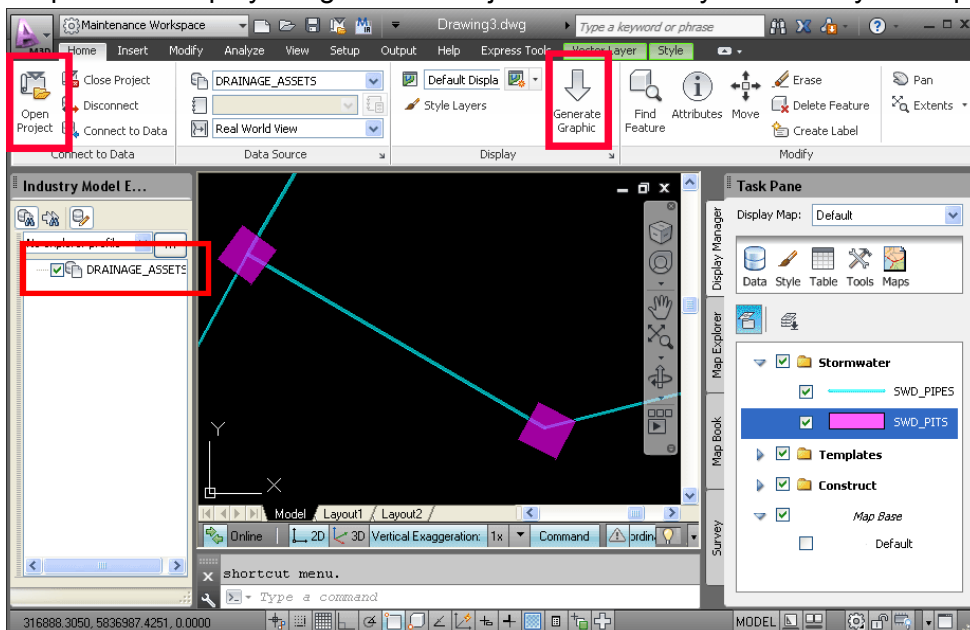 Maintenance Workspace
Drawing3.dwg
Type a keyword or phrase
Home Insert Modify Analyze View Setup Output Help Express Tools Vector Layer Style
Open Project
Close Project
Disconnect
Connect to Data
Connect to Data
DRAINAGE_ASSETS
Real World View
Data Source
Default Displa
Style Layers
Generate Graphic
Display
Find Feature
Attributes
Move
Erase
Delete Feature
Create Label
Modify
Pan
Extents
Industry Model E...
DRAINAGE_ASSETS
Y
X
Model Layout1 Layout2
Online 2D 3D Vertical Exaggeration: 1x Command
shortcut menu.
Type a command
Task Pane
Display Map: Default
Data Style Table Tools Maps
Display Manager
Map Explorer
Map Book
Survey
Stormwater
SWD_PIPES
SWD_PITS
Templates
Construct
Map Base
Default
316888.3050, 5836987.4251, 0.0000
MODEL